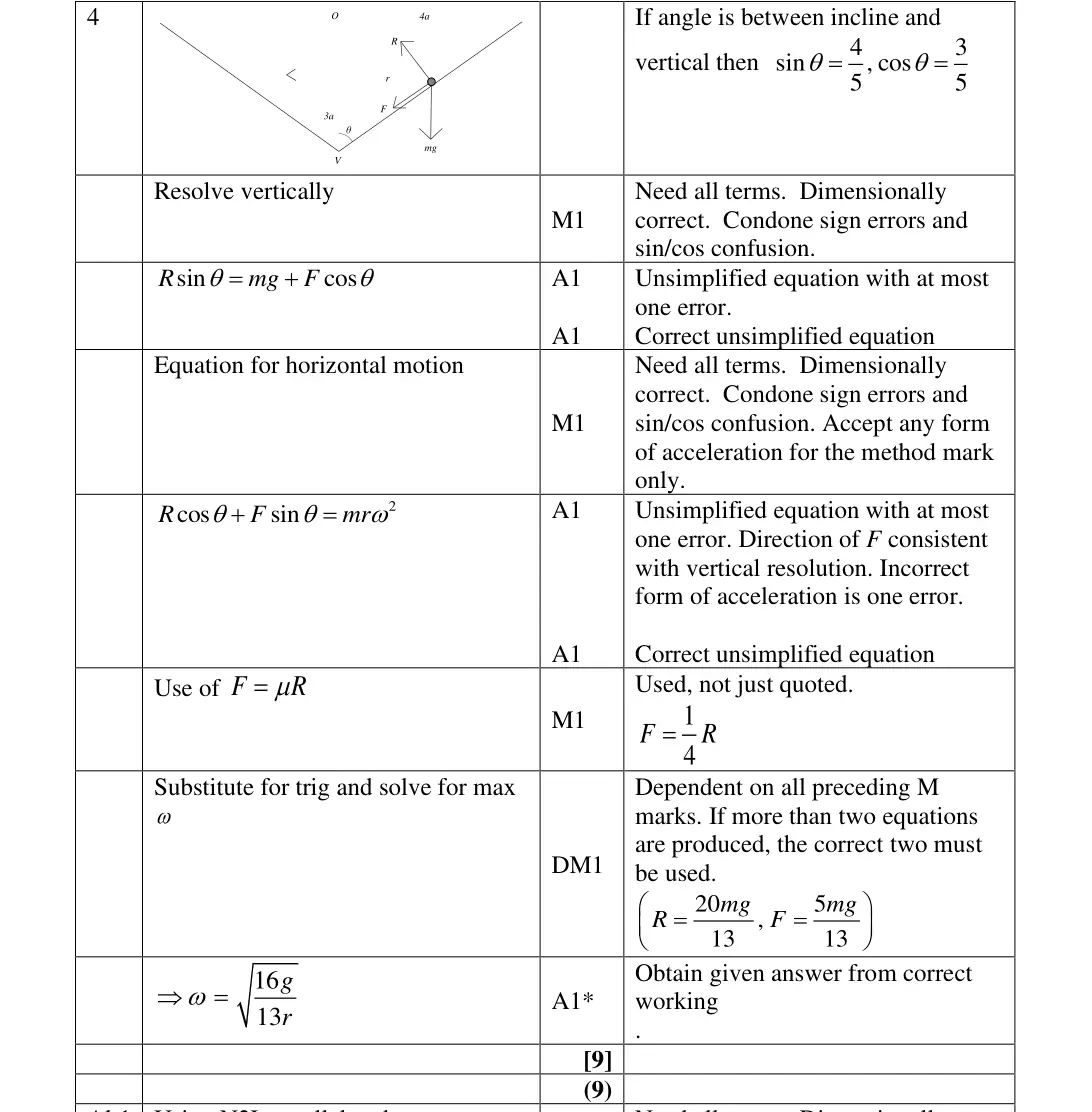 4
O
4a
R
r
F
3a
θ
mg
V
If angle is between incline and
vertical then sin θ = 4/5, cos θ = 3/5
Resolve vertically
M1
Need all terms. Dimensionally
correct. Condone sign errors and
sin/cos confusion.
R sin θ = mg + F cos θ
A1
Unsimplified equation with at most
one error.
A1
Correct unsimplified equation
Equation for horizontal motion
M1
Need all terms. Dimensionally
correct. Condone sign errors and
sin/cos confusion. Accept any form
of acceleration for the method mark
only.
R cos θ + F sin θ = mrω²
A1
Unsimplified equation with at most
one error. Direction of F consistent
with vertical resolution. Incorrect
form of acceleration is one error.
A1
Correct unsimplified equation
Use of F = μR
M1
Used, not just quoted.
F = 1/4 R
Substitute for trig and solve for max
ω
DM1
Dependent on all preceding M
marks. If more than two equations
are produced, the correct two must
be used.
(R = 20mg/13, F = 5mg/13)
⇒ ω = √(16g/13r)
A1*
Obtain given answer from correct
working
.
[9]
(9)